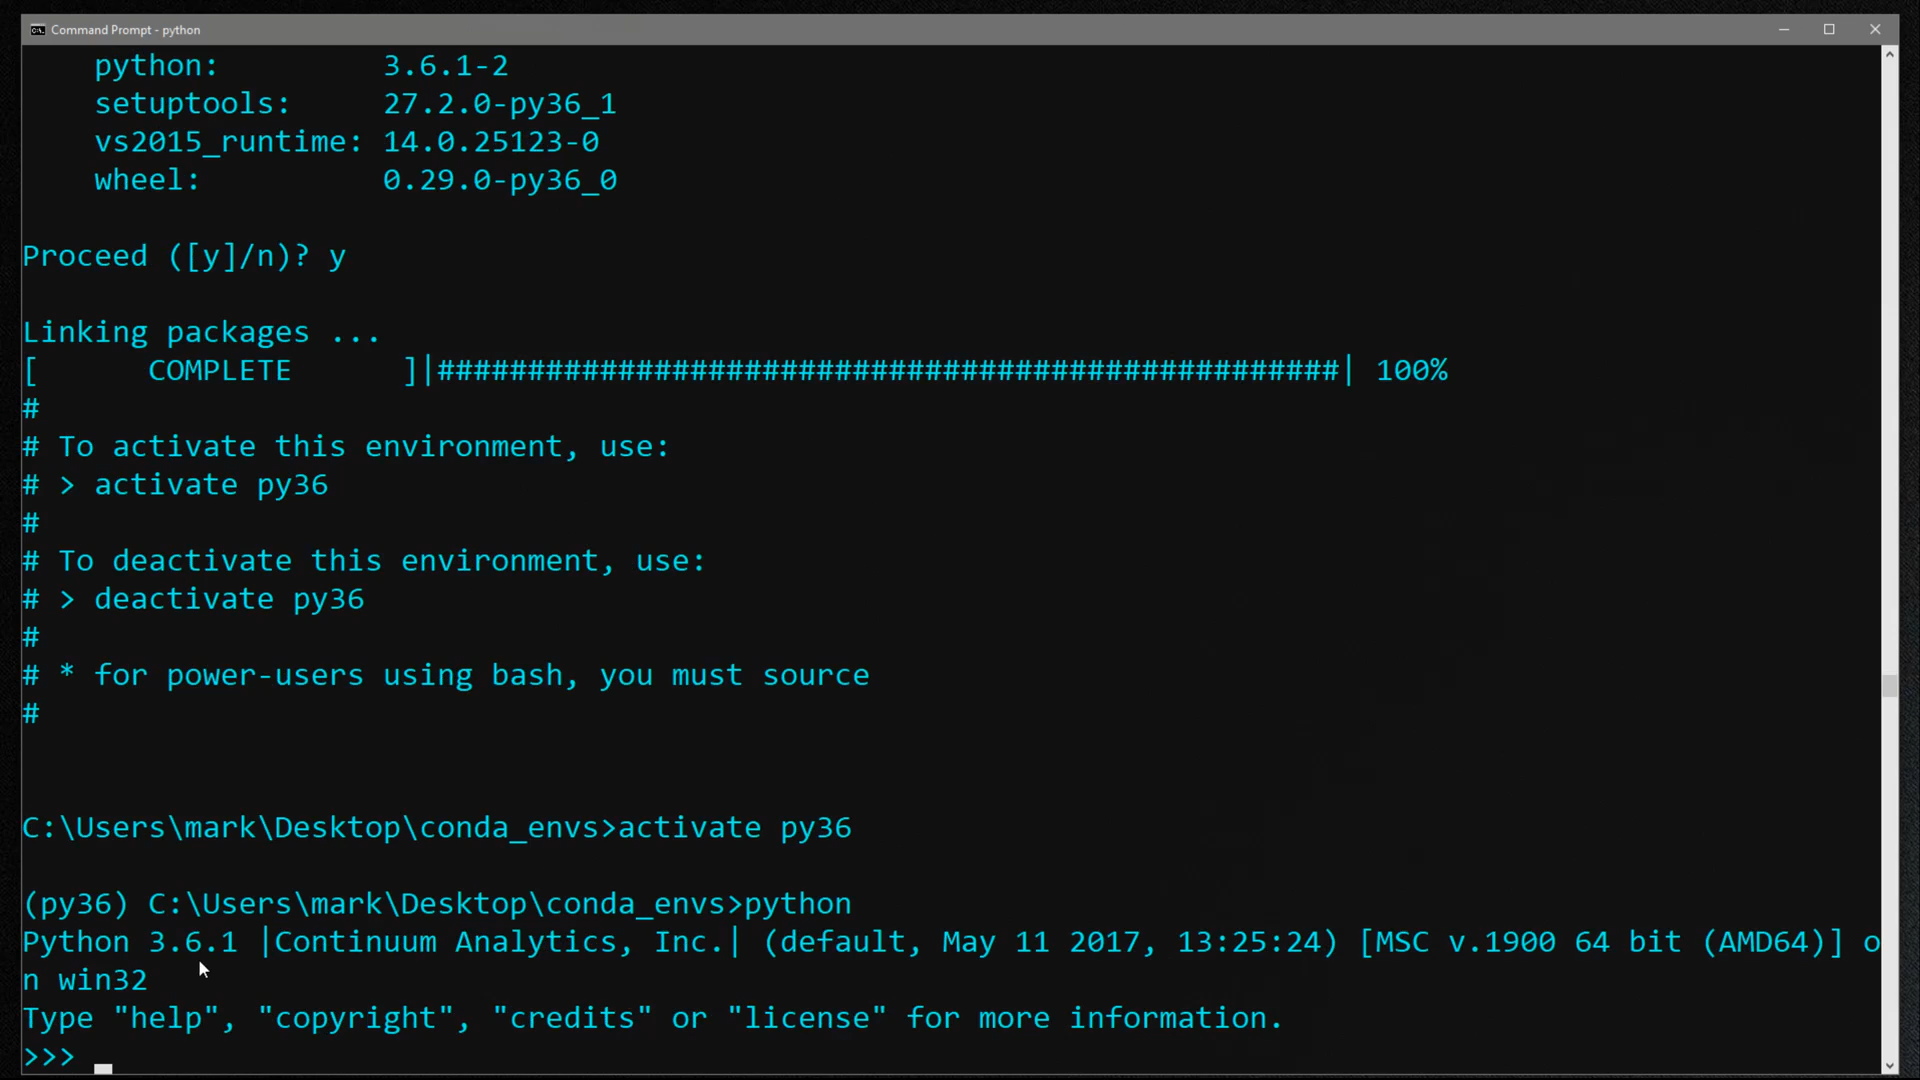 Command Prompt - python
python: 3.6.1-2
setuptools: 27.2.0-py36_1
vs2015_runtime: 14.0.25123-0
wheel: 0.29.0-py36_0
Proceed ([y]/n)? y
Linking packages ...
[ COMPLETE ]|##################################################| 100%
#
# To activate this environment, use:
# > activate py36
#
# To deactivate this environment, use:
# > deactivate py36
#
# * for power-users using bash, you must source
#
C:\Users\mark\Desktop\conda_envs>activate py36
(py36) C:\Users\mark\Desktop\conda_envs>python
Python 3.6.1 |Continuum Analytics, Inc.| (default, May 11 2017, 13:25:24) [MSC v.1900 64 bit (AMD64)] o
n win32
Type "help", "copyright", "credits" or "license" for more information.
>>>